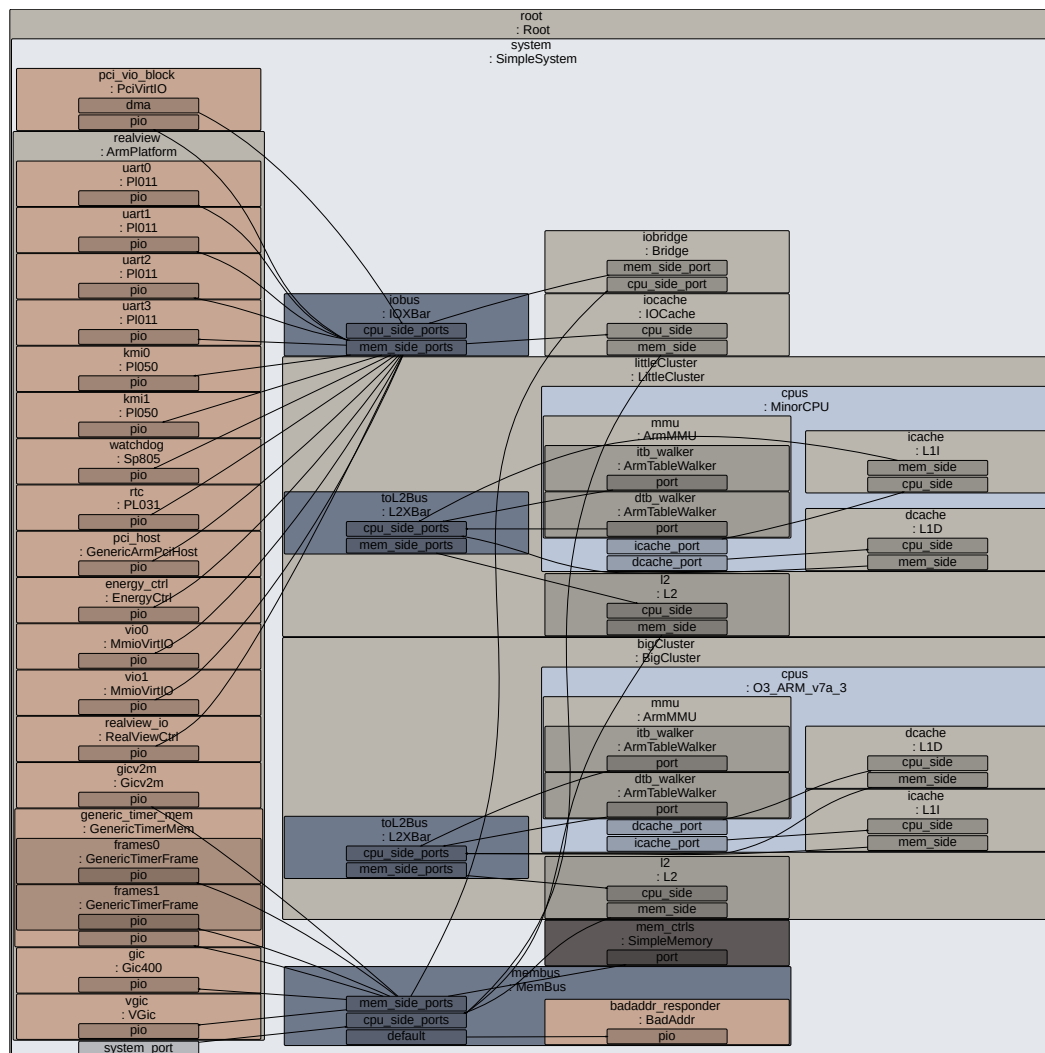 root
: Root
system
: SimpleSystem
pci_vio_block
: PciVirtIO
dma
pio
realview
: ArmPlatform
uart0
: Pl011
pio
uart1
: Pl011
pio
uart2
: Pl011
pio
uart3
: Pl011
pio
kmi0
: Pl050
pio
kmi1
: Pl050
pio
watchdog
: Sp805
pio
rtc
: PL031
pio
pci_host
: GenericArmPciHost
pio
energy_ctrl
: EnergyCtrl
pio
vio0
: MmioVirtIO
pio
vio1
: MmioVirtIO
pio
realview_io
: RealViewCtrl
pio
gicv2m
: Gicv2m
pio
generic_timer_mem
: GenericTimerMem
frames0
: GenericTimerFrame
pio
frames1
: GenericTimerFrame
pio
pio
gic
: Gic400
pio
vgic
: VGic
pio
system_port
iobus
: IOXBar
cpu_side_ports
mem_side_ports
iobridge
: Bridge
mem_side_port
cpu_side_port
iocache
: IOCache
cpu_side
mem_side
littleCluster
: LittleCluster
cpus
: MinorCPU
mmu
: ArmMMU
itb_walker
: ArmTableWalker
port
dtb_walker
: ArmTableWalker
port
icache_port
dcache_port
icache
: L1I
mem_side
cpu_side
dcache
: L1D
cpu_side
mem_side
toL2Bus
: L2XBar
cpu_side_ports
mem_side_ports
l2
: L2
cpu_side
mem_side
bigCluster
: BigCluster
cpus
: O3_ARM_v7a_3
mmu
: ArmMMU
itb_walker
: ArmTableWalker
port
dtb_walker
: ArmTableWalker
port
dcache_port
icache_port
dcache
: L1D
cpu_side
mem_side
icache
: L1I
cpu_side
mem_side
toL2Bus
: L2XBar
cpu_side_ports
mem_side_ports
l2
: L2
cpu_side
mem_side
mem_ctrls
: SimpleMemory
port
membus
: MemBus
mem_side_ports
cpu_side_ports
default
badaddr_responder
: BadAddr
pio